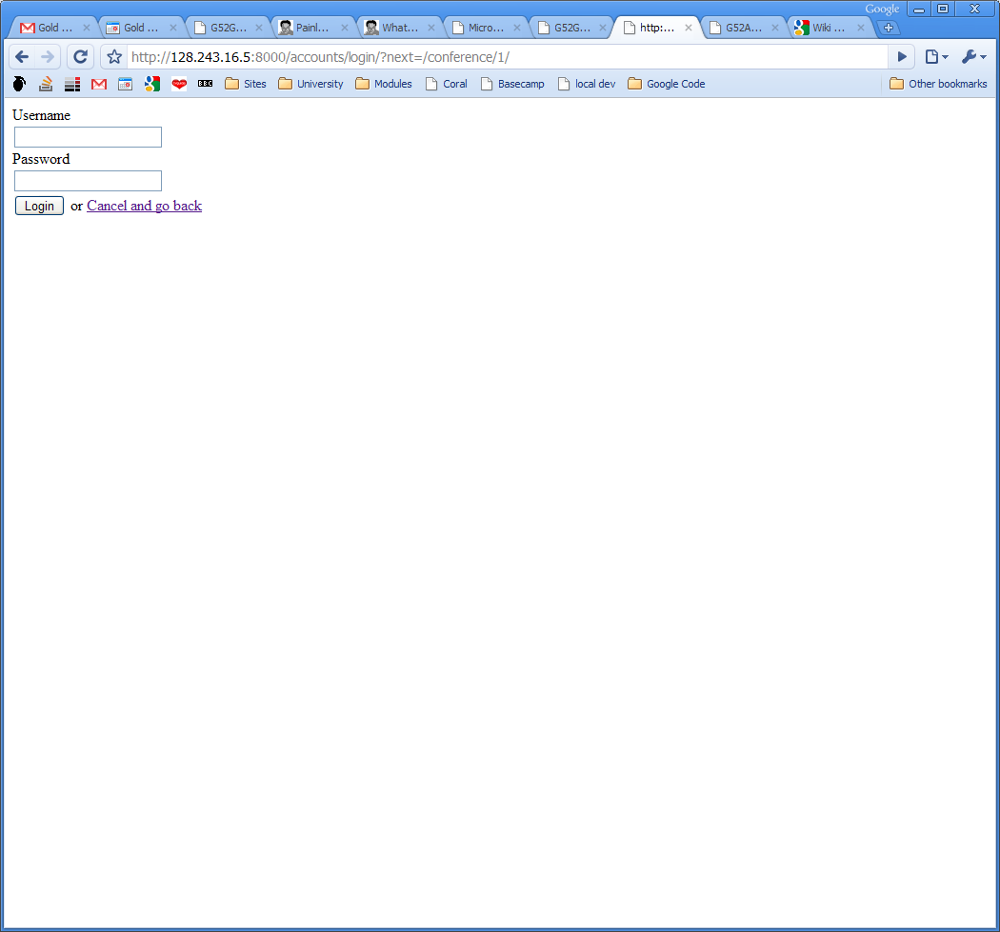 Google
Gold ... Gold ... G52G... Painl... What... Micro... G52G... http:... G52A... Wiki ...
http://128.243.16.5:8000/accounts/login/?next=/conference/1/
BBC Sites University Modules Coral Basecamp local dev Google Code Other bookmarks
Username
Password
Login or Cancel and go back